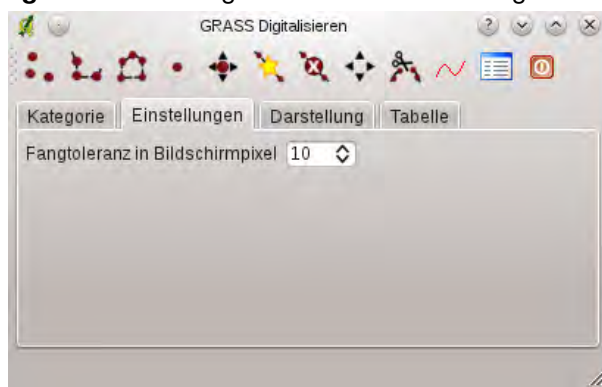 GRASS Digitalisieren
Kategorie Einstellungen Darstellung Tabelle
Fangtoleranz in Bildschirmpixel 10